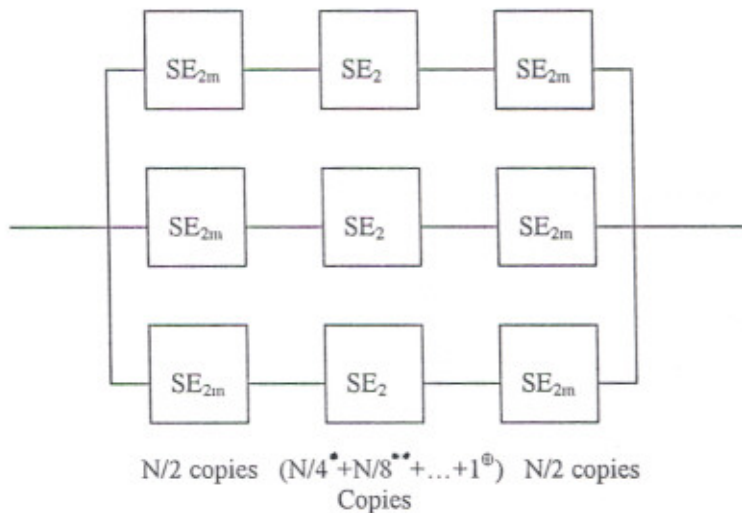 SE₂ₘ SE₂ SE₂ₘ
SE₂ₘ SE₂ SE₂ₘ
SE₂ₘ SE₂ SE₂ₘ
N/2 copies (N/4*+N/8**+...+1⊕) N/2 copies
Copies